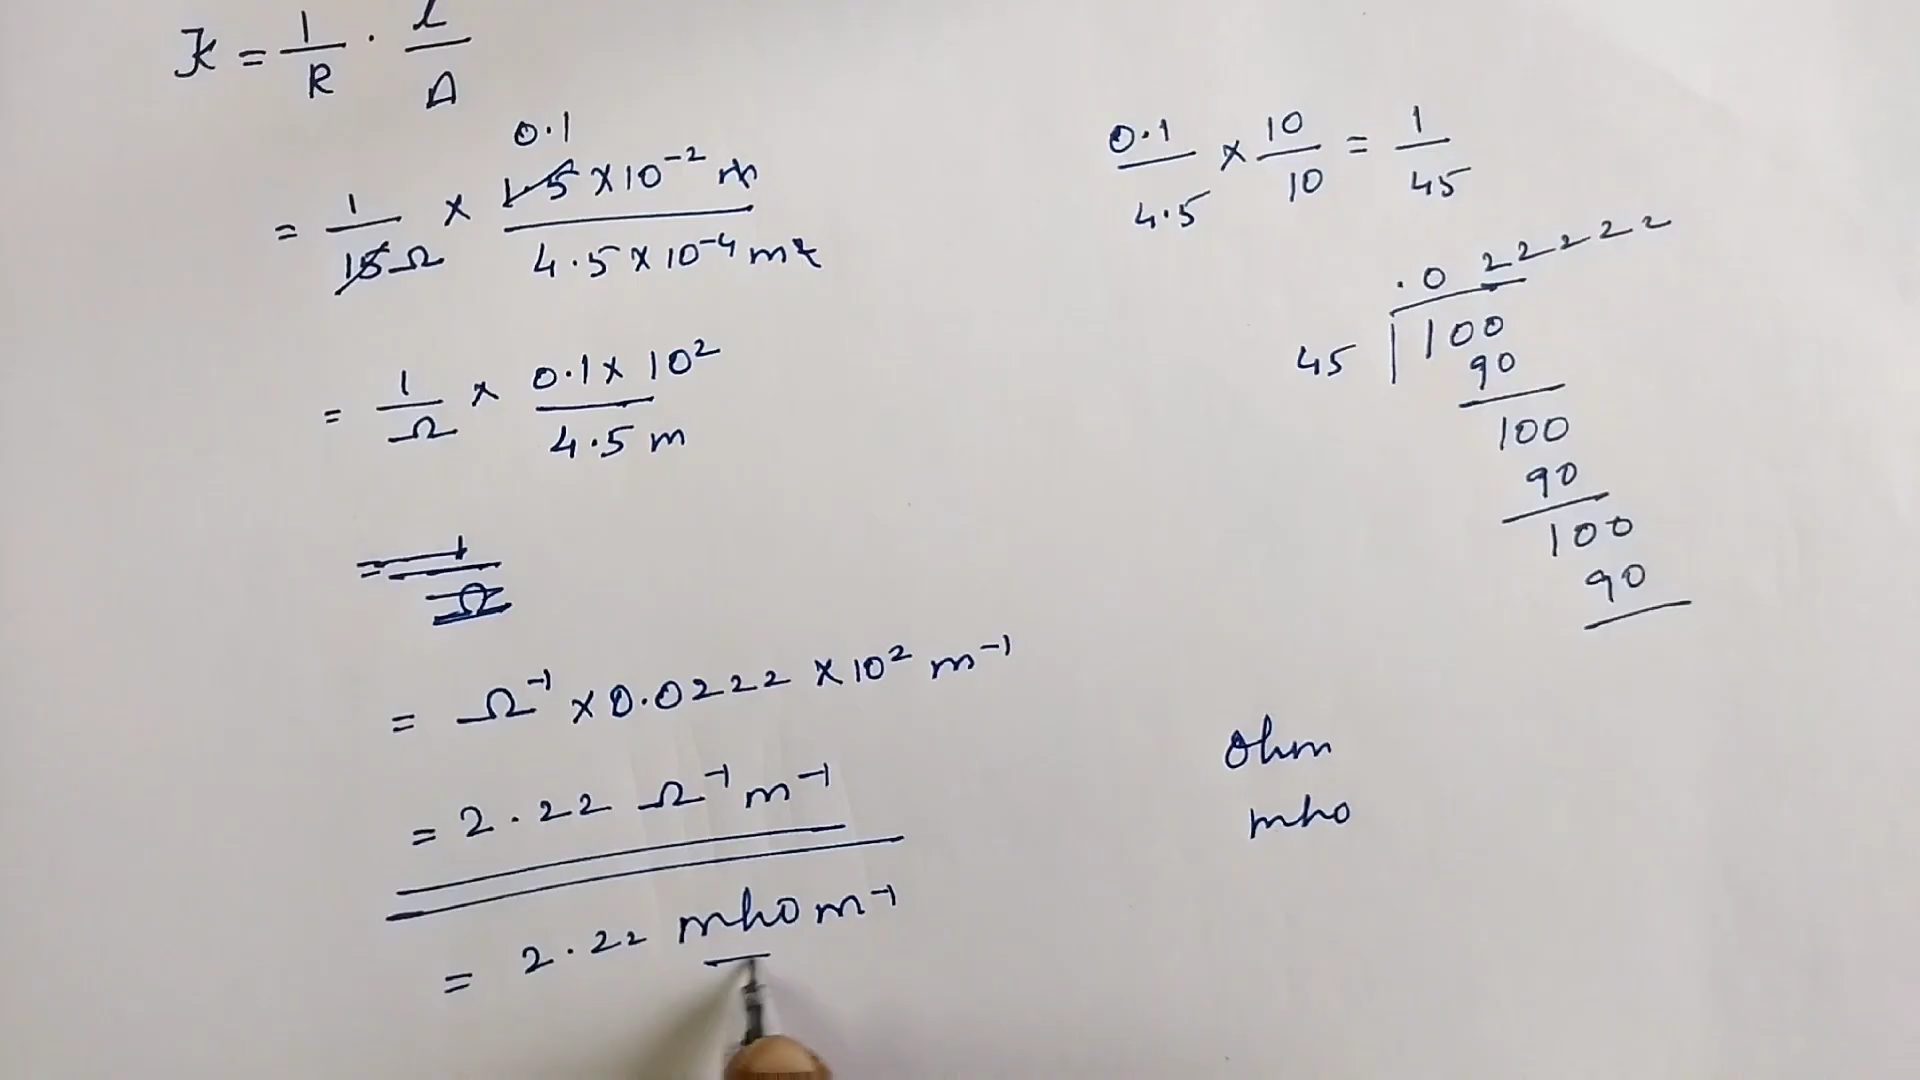 K = 1/R · l/A
0.1
= 1/15Ω × 1.5 × 10⁻² m / 4.5 × 10⁻⁴ m²
= 1/Ω × 0.1 × 10² / 4.5 m
= 1/Ω
= Ω⁻¹ × 0.0222 × 10² m⁻¹
= 2.22 Ω⁻¹ m⁻¹
= 2.22 mho m⁻¹
0.1/4.5 × 10/10 = 1/45
.022222
45 | 100
90
100
90
100
90
Ohm
mho